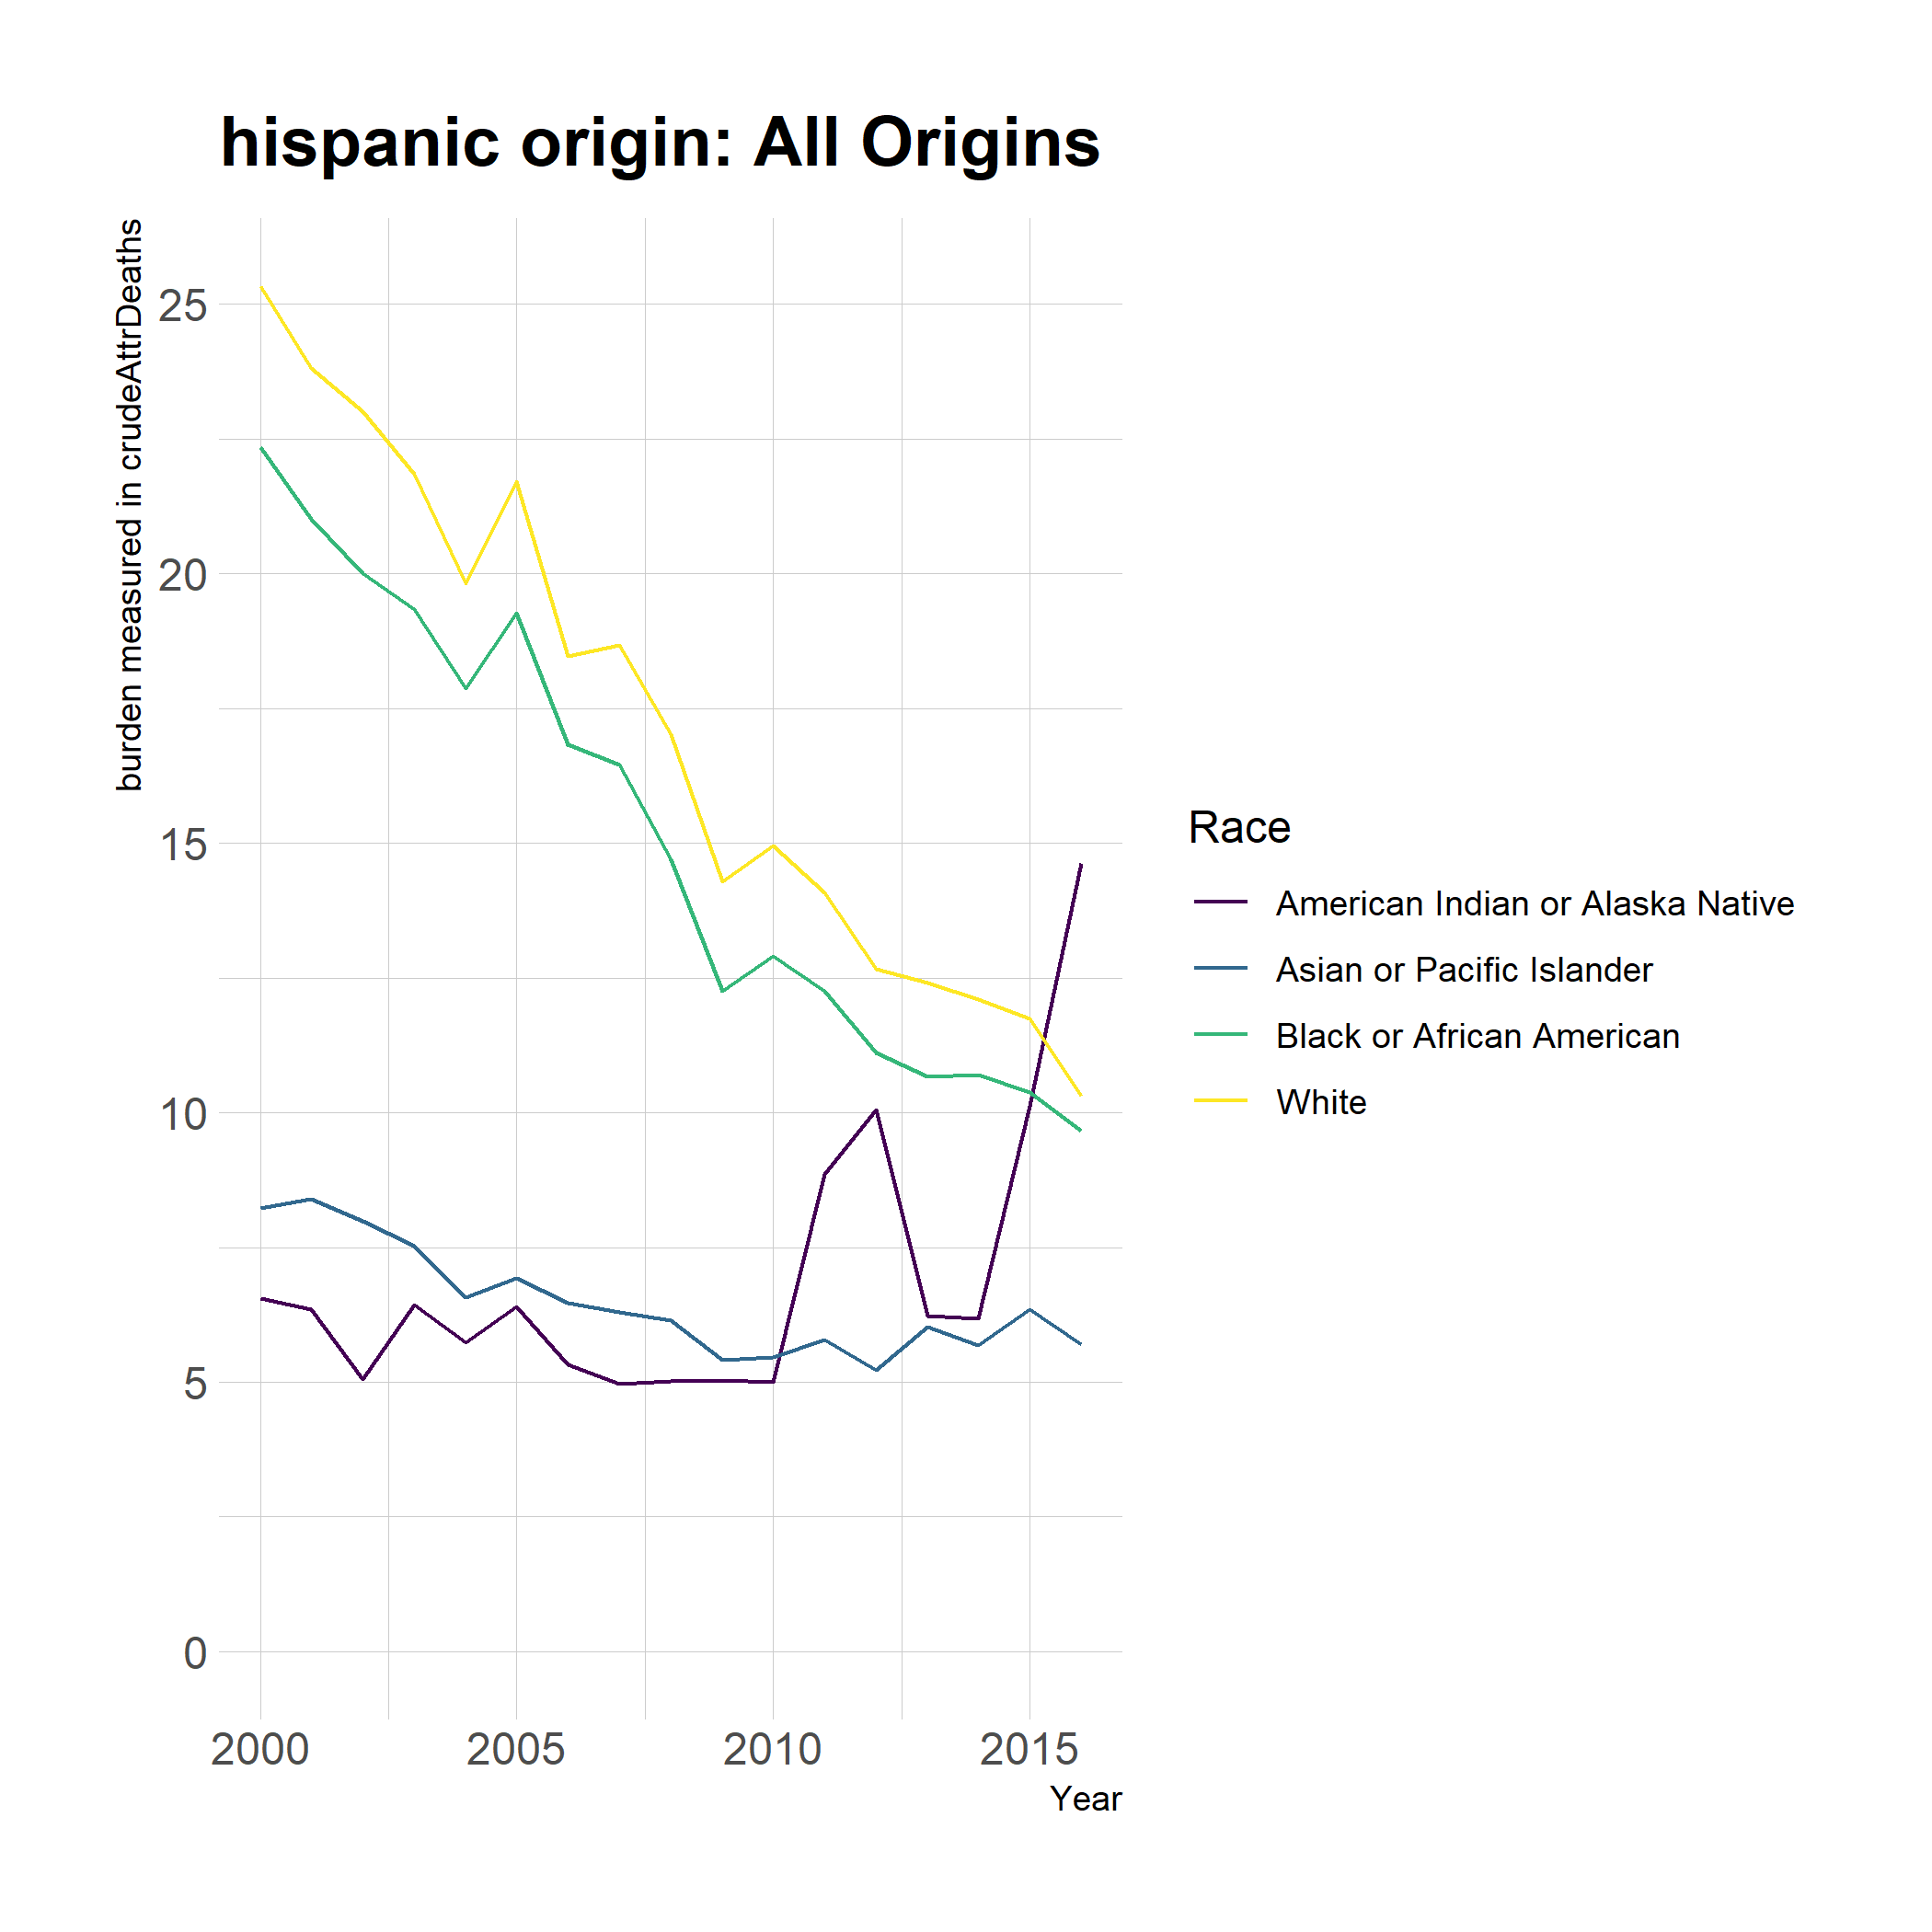 hispanic origin: All Origins
burden measured in crudeAttrDeaths
25
20
15
10
5
0
2000 2005 2010 2015
Year
Race
American Indian or Alaska Native
Asian or Pacific Islander
Black or African American
White